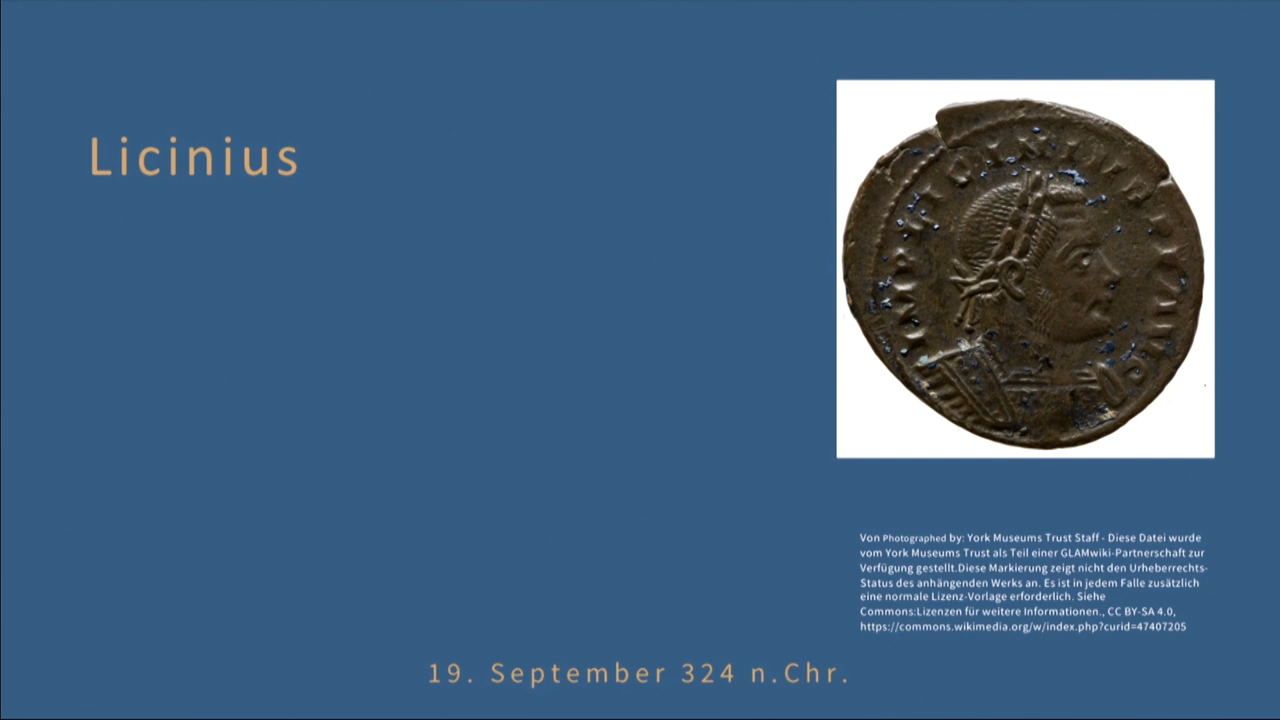 Licinius
IMP LICINIVS P F AVG
Von Photographed by: York Museums Trust Staff - Diese Datei wurde
vom York Museums Trust als Teil einer GLAMwiki-Partnerschaft zur
Verfügung gestellt.Diese Markierung zeigt nicht den Urheberrechts-
Status des anhängenden Werks an. Es ist in jedem Falle zusätzlich
eine normale Lizenz-Vorlage erforderlich. Siehe
Commons:Lizenzen für weitere Informationen., CC BY-SA 4.0,
https://commons.wikimedia.org/w/index.php?curid=47407205
19. September 324 n.Chr.